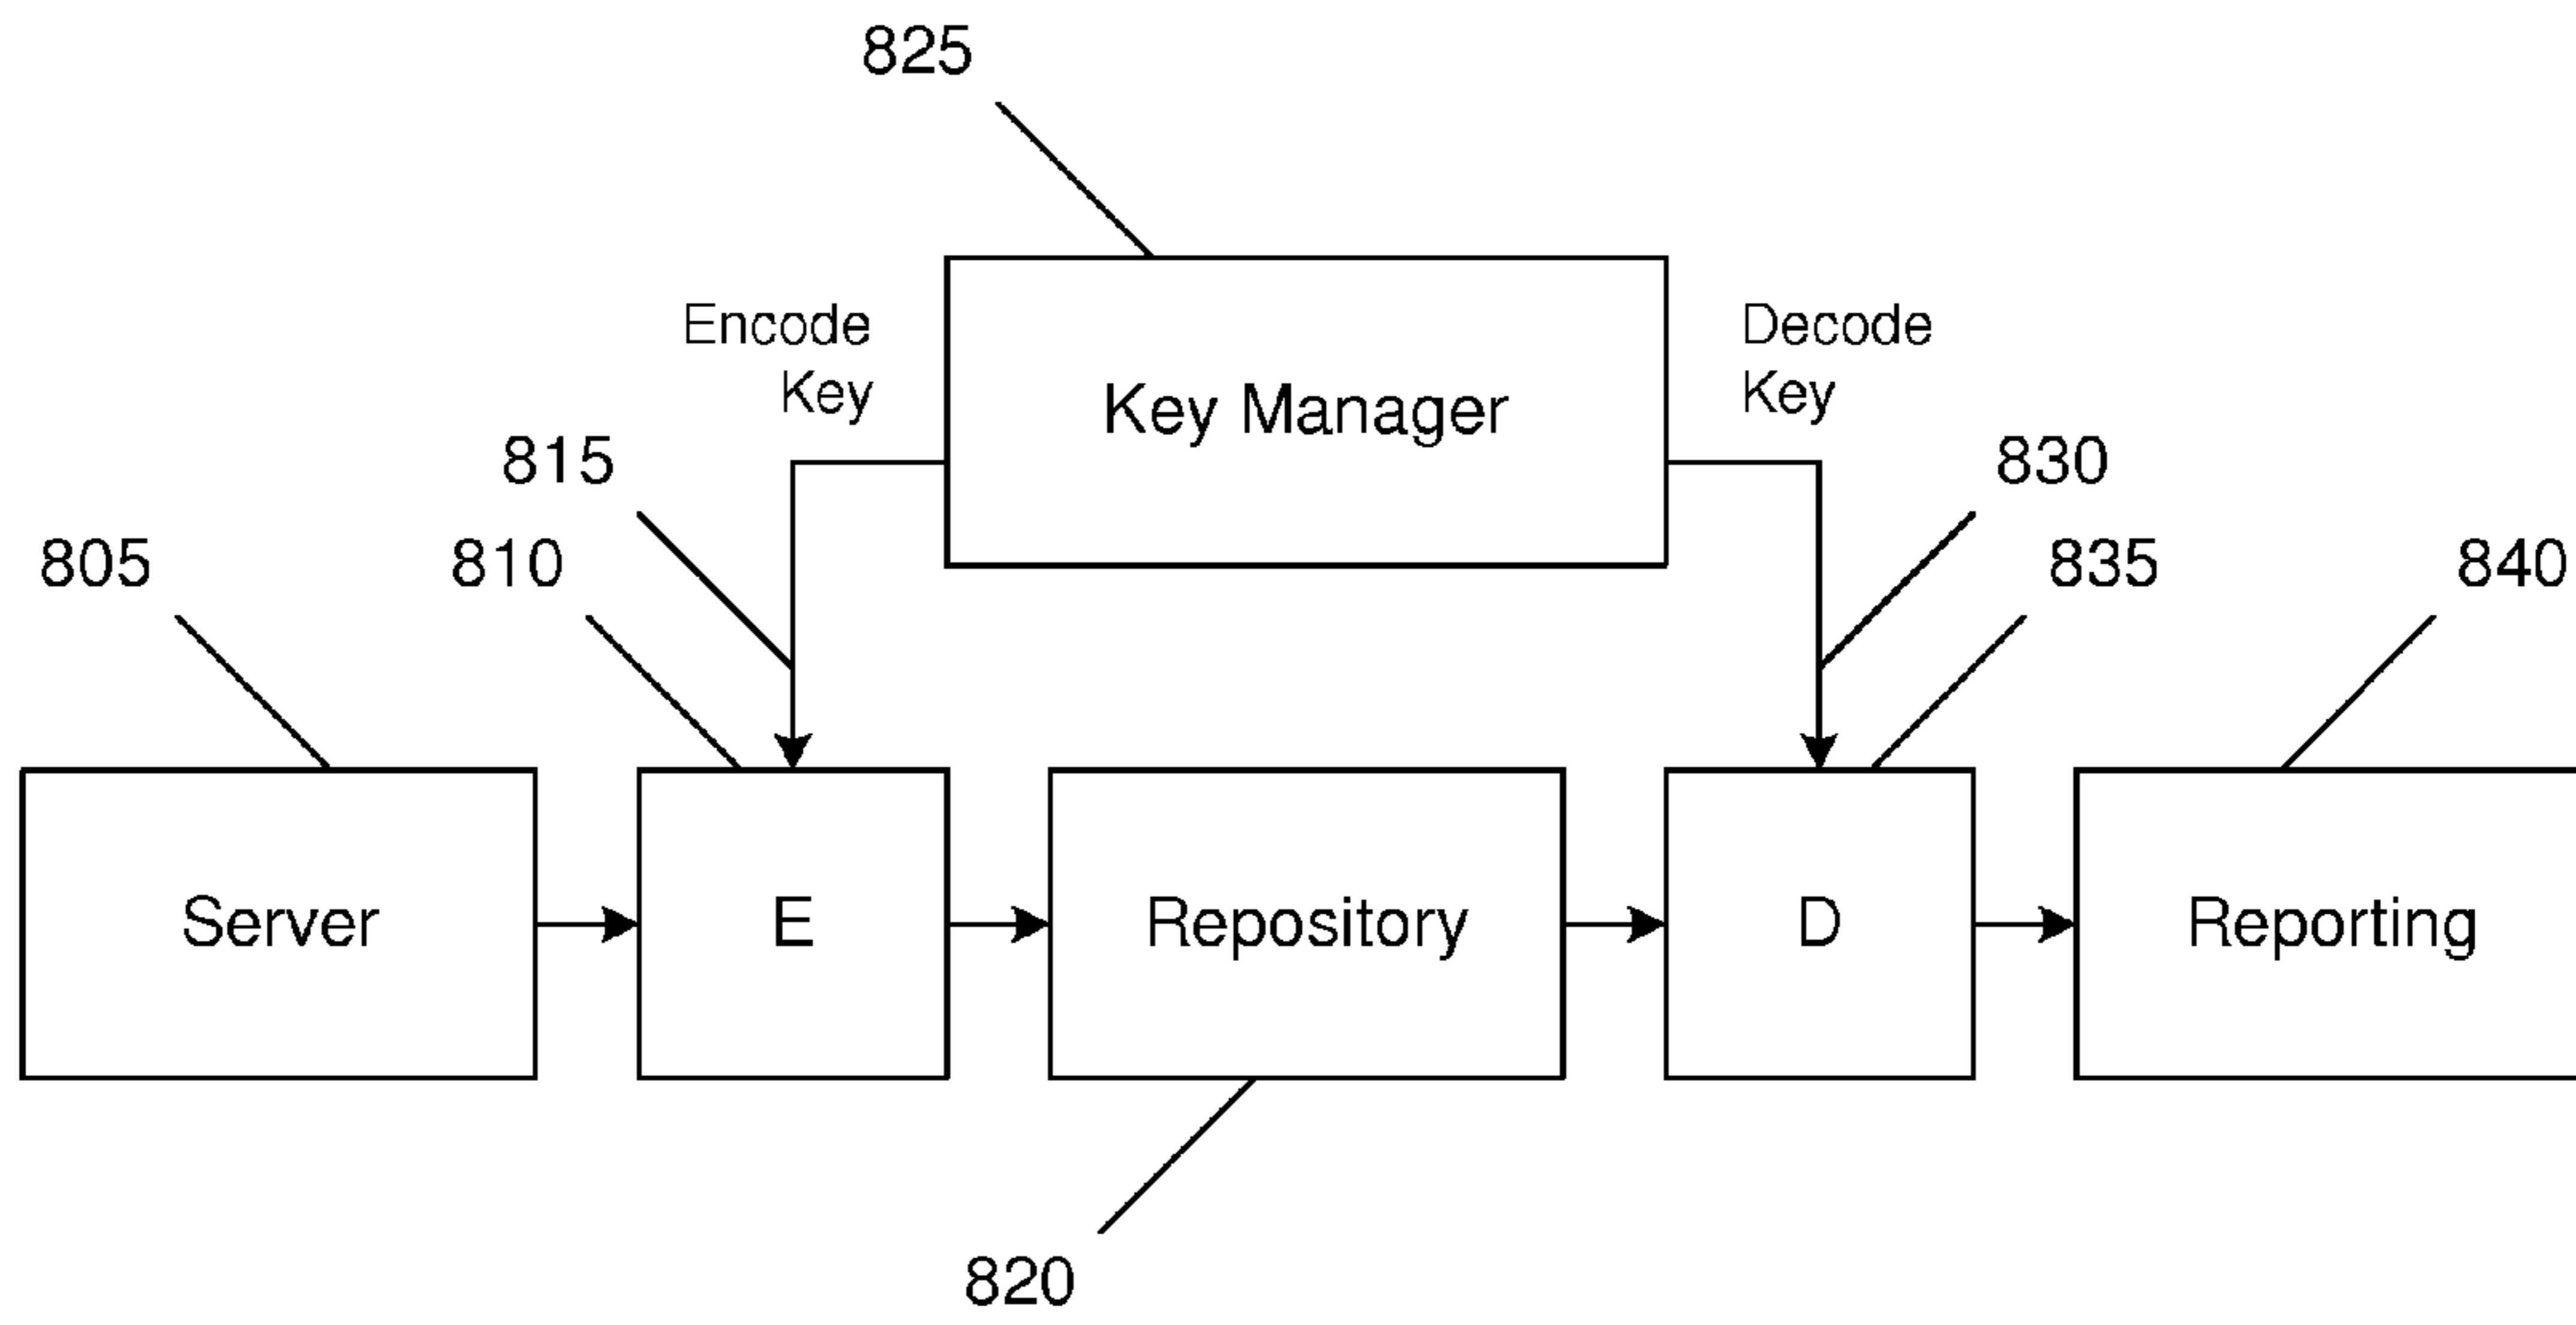 825
Encode
Key
Key Manager
Decode
Key
815
830
805
810
835
840
Server
E
Repository
D
Reporting
820